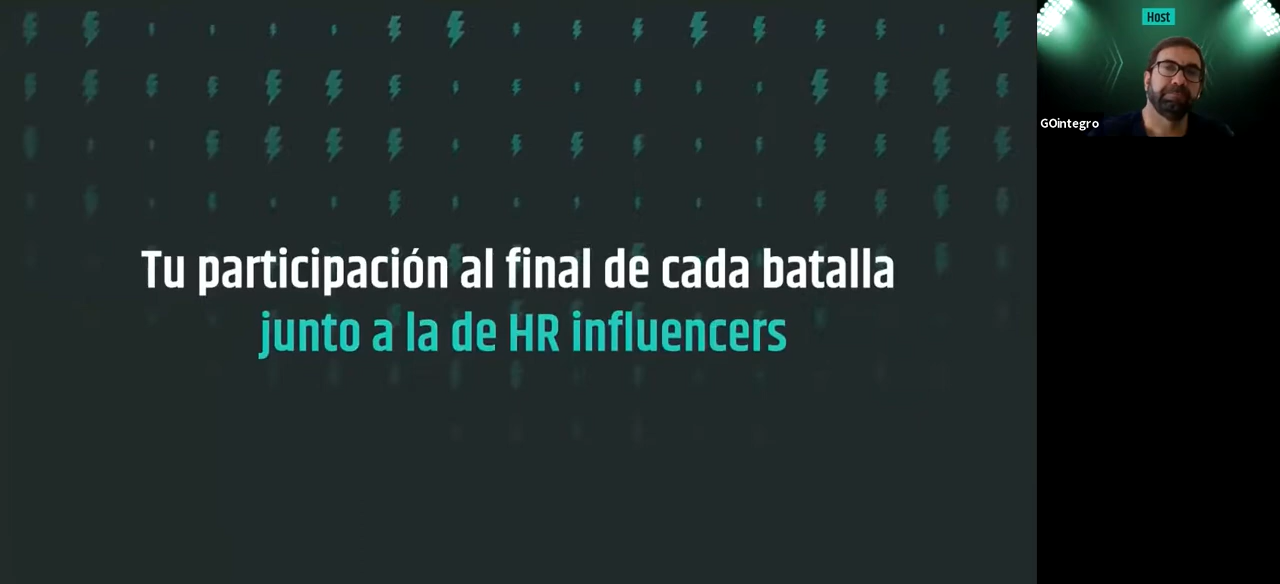 Tu participación al final de cada batalla
junto a la de HR influencers
Host
GOintegro